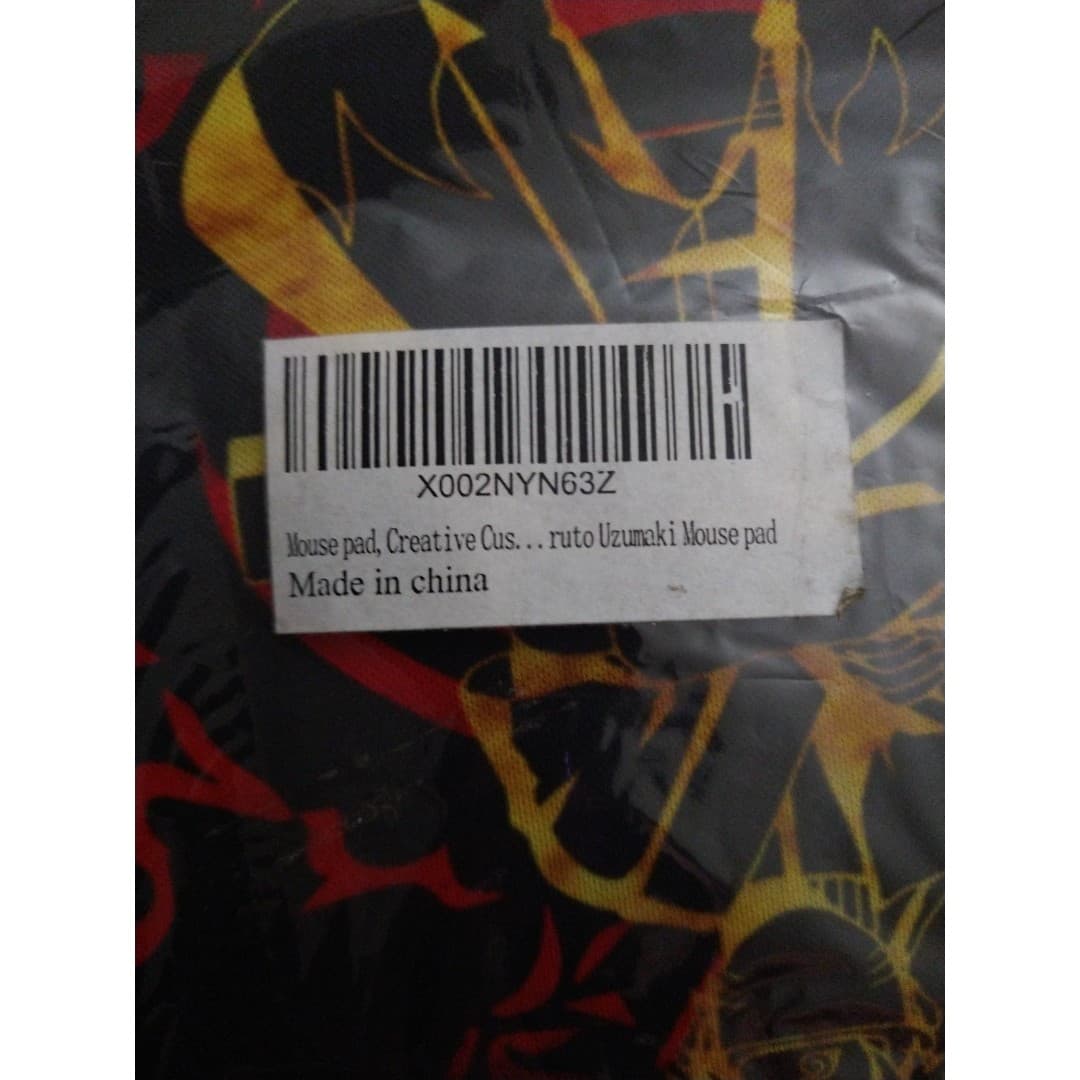 X002NYN63Z
Mouse pad, Creative Cus...ruto Uzumaki Mouse pad
Made in china